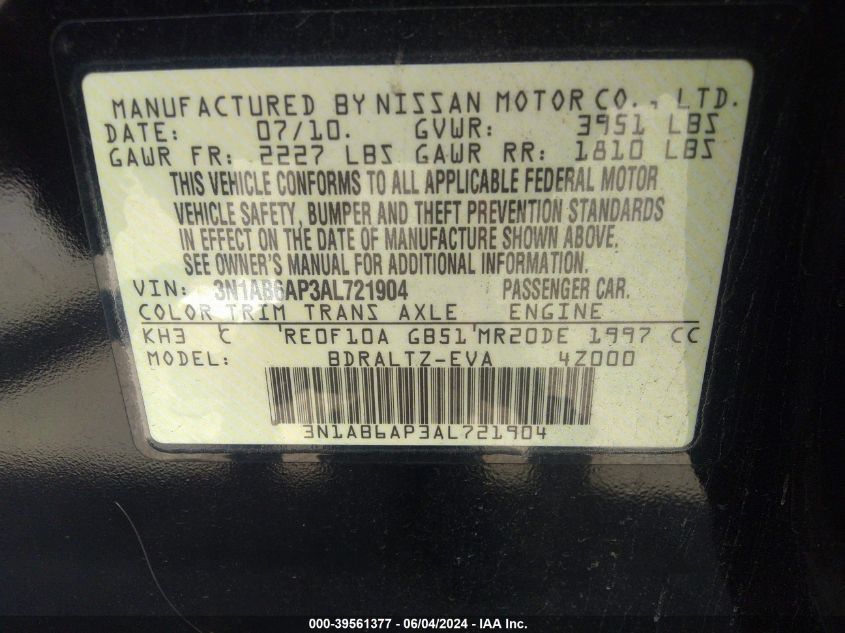 MANUFACTURED BY NISSAN MOTOR CO., LTD.
DATE: 07/10. GVWR: 3951 LBS
GAWR FR: 2227 LBS GAWR RR: 1810 LBS
THIS VEHICLE CONFORMS TO ALL APPLICABLE FEDERAL MOTOR
VEHICLE SAFETY, BUMPER AND THEFT PREVENTION STANDARDS
IN EFFECT ON THE DATE OF MANUFACTURE SHOWN ABOVE.
SEE OWNER'S MANUAL FOR ADDITIONAL INFORMATION.
VIN: 3N1AB6AP3AL721904 PASSENGER CAR.
COLOR TRIM TRANS AXLE ENGINE
KH3 C RE0F10A GB51 MR20DE 1997 CC
MODEL: BDRALTZ-EVA 4Z000
3N1AB6AP3AL721904
000-39561377 - 06/04/2024 - IAA Inc.